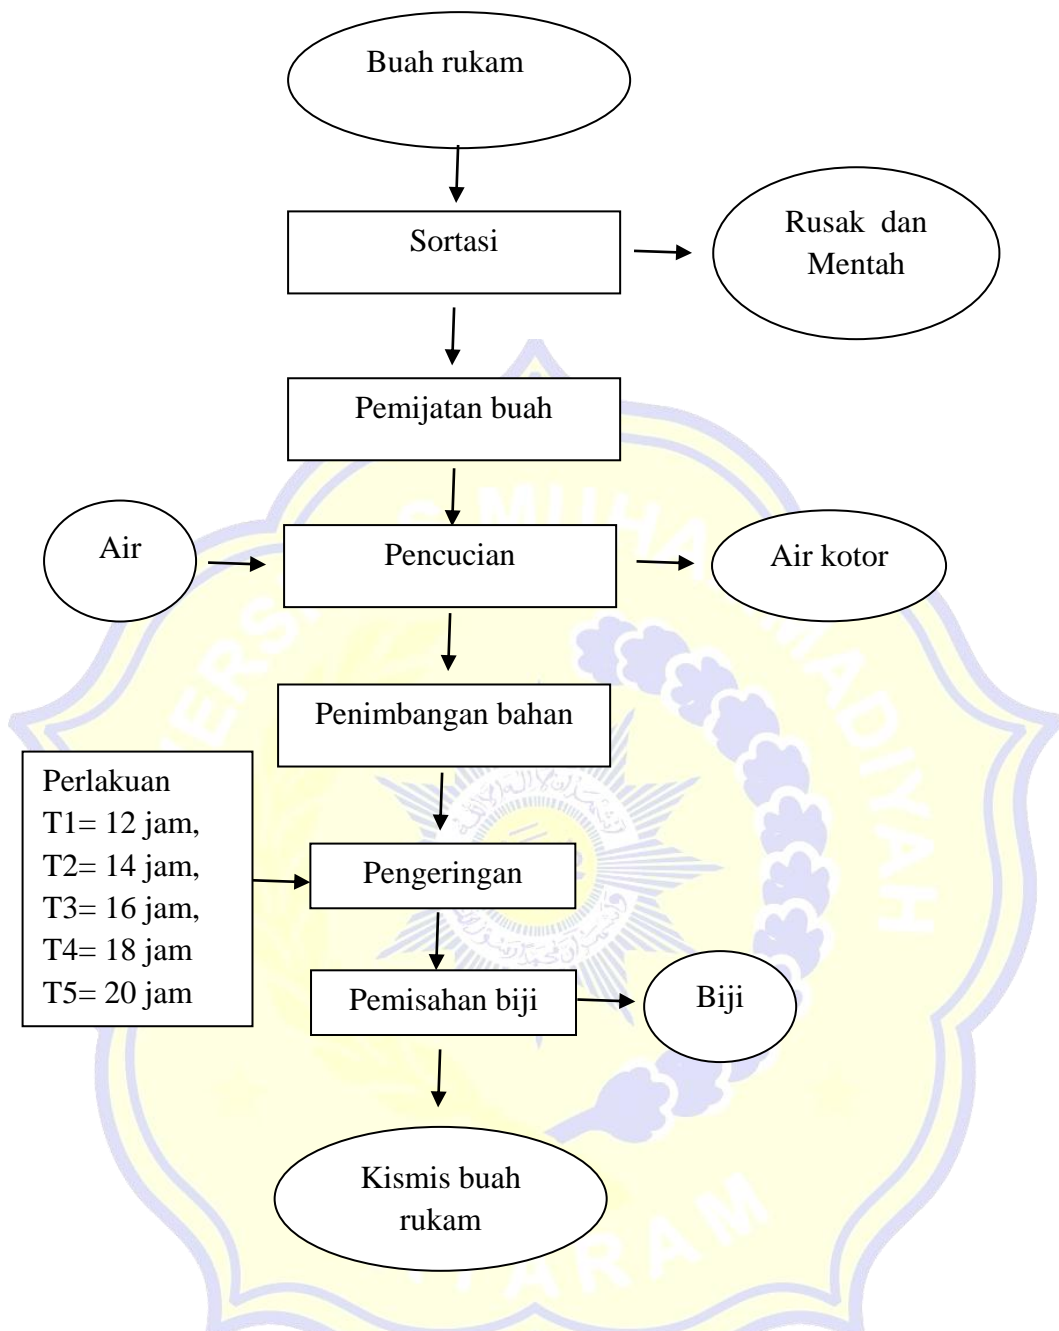 Buah rukam
Sortasi
Rusak dan
Mentah
Pemijatan buah
Air
Pencucian
Air kotor
Penimbangan bahan
Perlakuan
T1= 12 jam,
T2= 14 jam,
T3= 16 jam,
T4= 18 jam
T5= 20 jam
Pengeringan
Pemisahan biji
Biji
Kismis buah
rukam